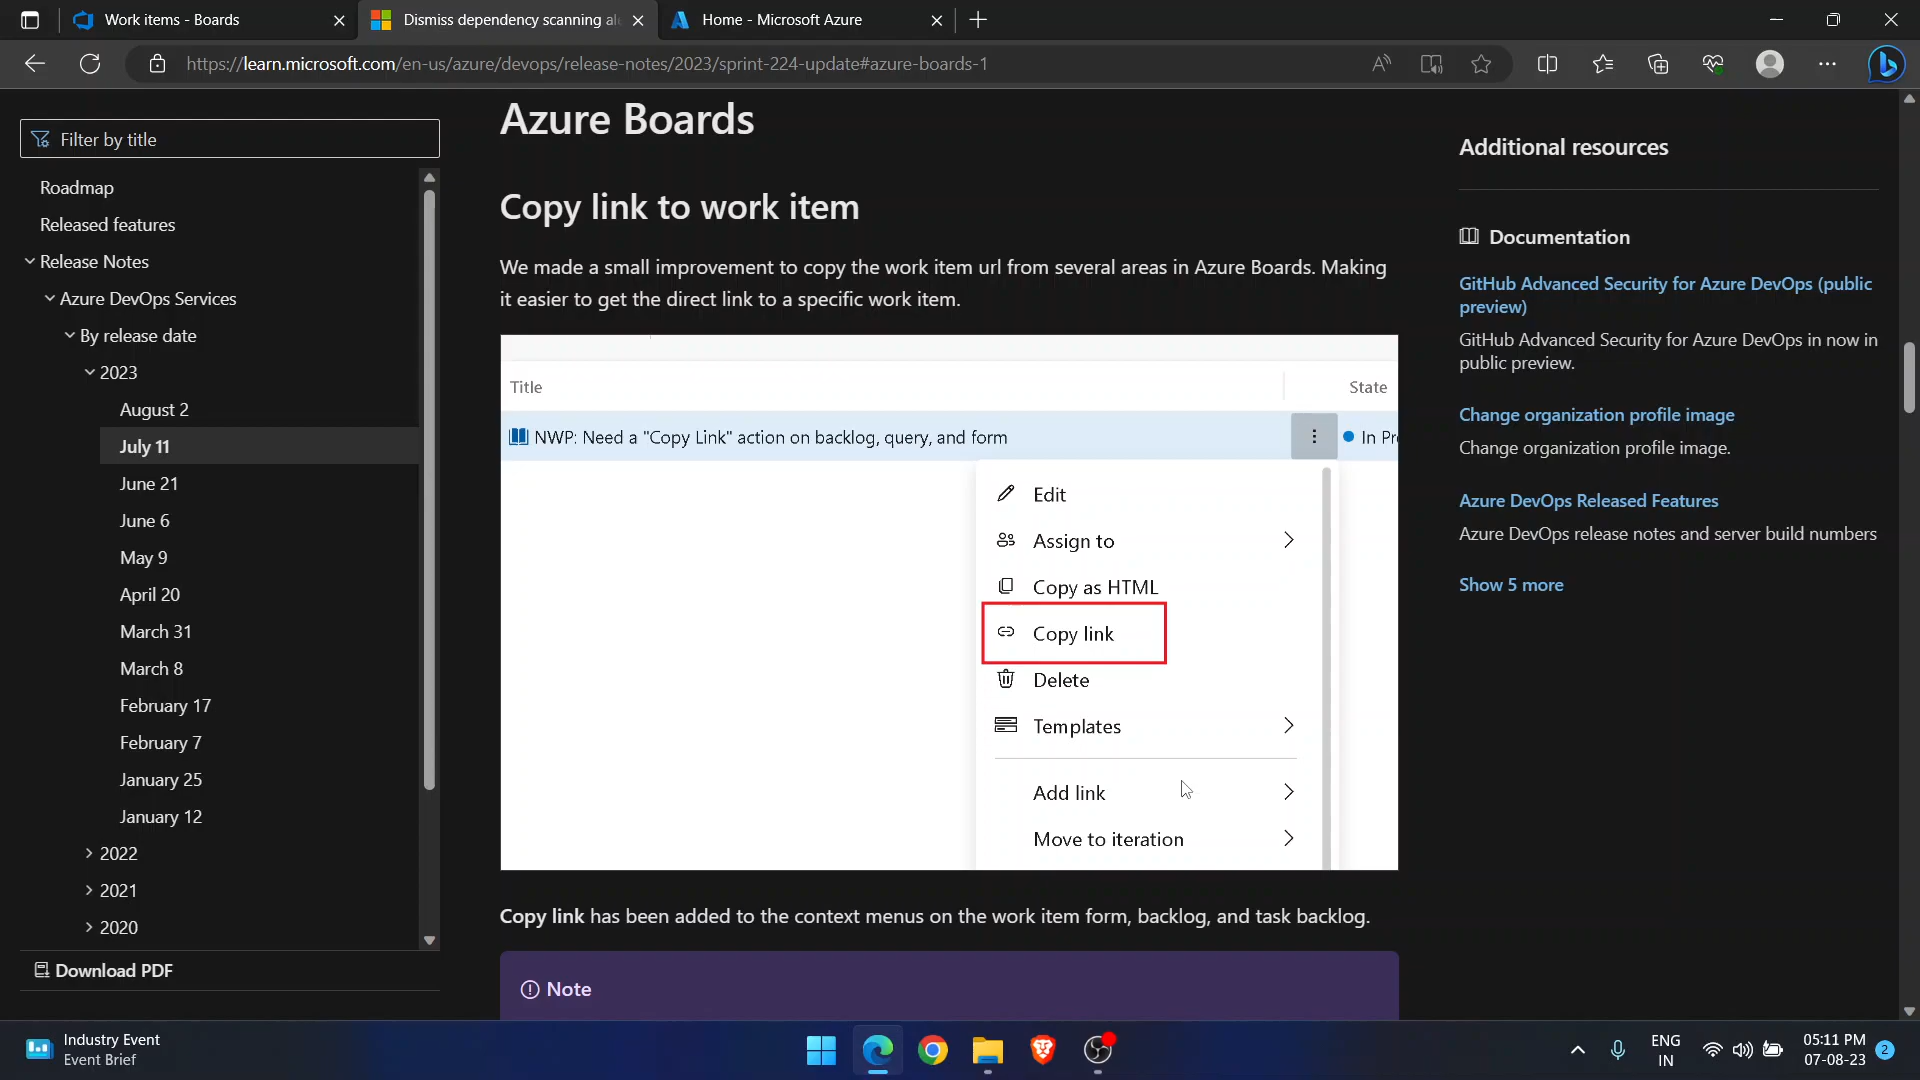 Work items - Boards
Dismiss dependency scanning al
Home - Microsoft Azure
https://learn.microsoft.com/en-us/azure/devops/release-notes/2023/sprint-224-update#azure-boards-1
Filter by title
Roadmap
Released features
Release Notes
Azure DevOps Services
By release date
2023
August 2
July 11
June 21
June 6
May 9
April 20
March 31
March 8
February 17
February 7
January 25
January 12
2022
2021
2020
Download PDF
Azure Boards
Copy link to work item
We made a small improvement to copy the work item url from several areas in Azure Boards. Making
it easier to get the direct link to a specific work item.
Title State
NWP: Need a "Copy Link" action on backlog, query, and form In Pr
Edit
Assign to
Copy as HTML
Copy link
Delete
Templates
Add link
Move to iteration
Copy link has been added to the context menus on the work item form, backlog, and task backlog.
Note
Additional resources
Documentation
GitHub Advanced Security for Azure DevOps (public
preview)
GitHub Advanced Security for Azure DevOps in now in
public preview.
Change organization profile image
Change organization profile image.
Azure DevOps Released Features
Azure DevOps release notes and server build numbers
Show 5 more
Industry Event
Event Brief
ENG
IN
05:11 PM
07-08-23
2